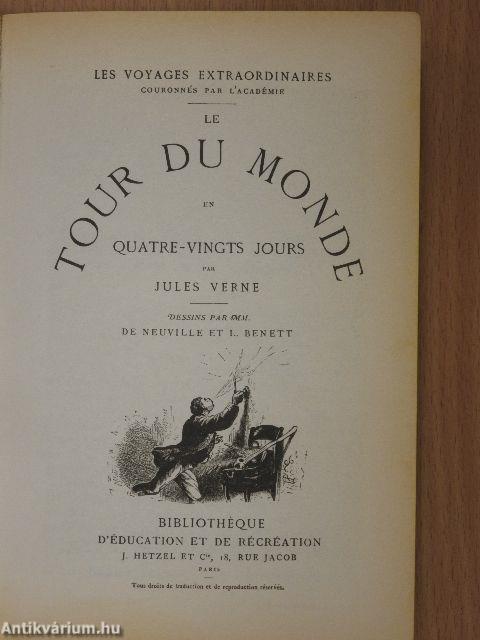 LES VOYAGES EXTRAORDINAIRES
COURONNÉS PAR L'ACADÉMIE
LE
TOUR DU MONDE
EN
QUATRE-VINGTS JOURS
PAR
JULES VERNE
DESSINS PAR MM.
DE NEUVILLE ET L. BENETT
BIBLIOTHÈQUE
D'ÉDUCATION ET DE RÉCRÉATION
J. HETZEL ET Cie, 18, RUE JACOB
PARIS
Tous droits de traduction et de reproduction réservés.
Antikvárium.hu